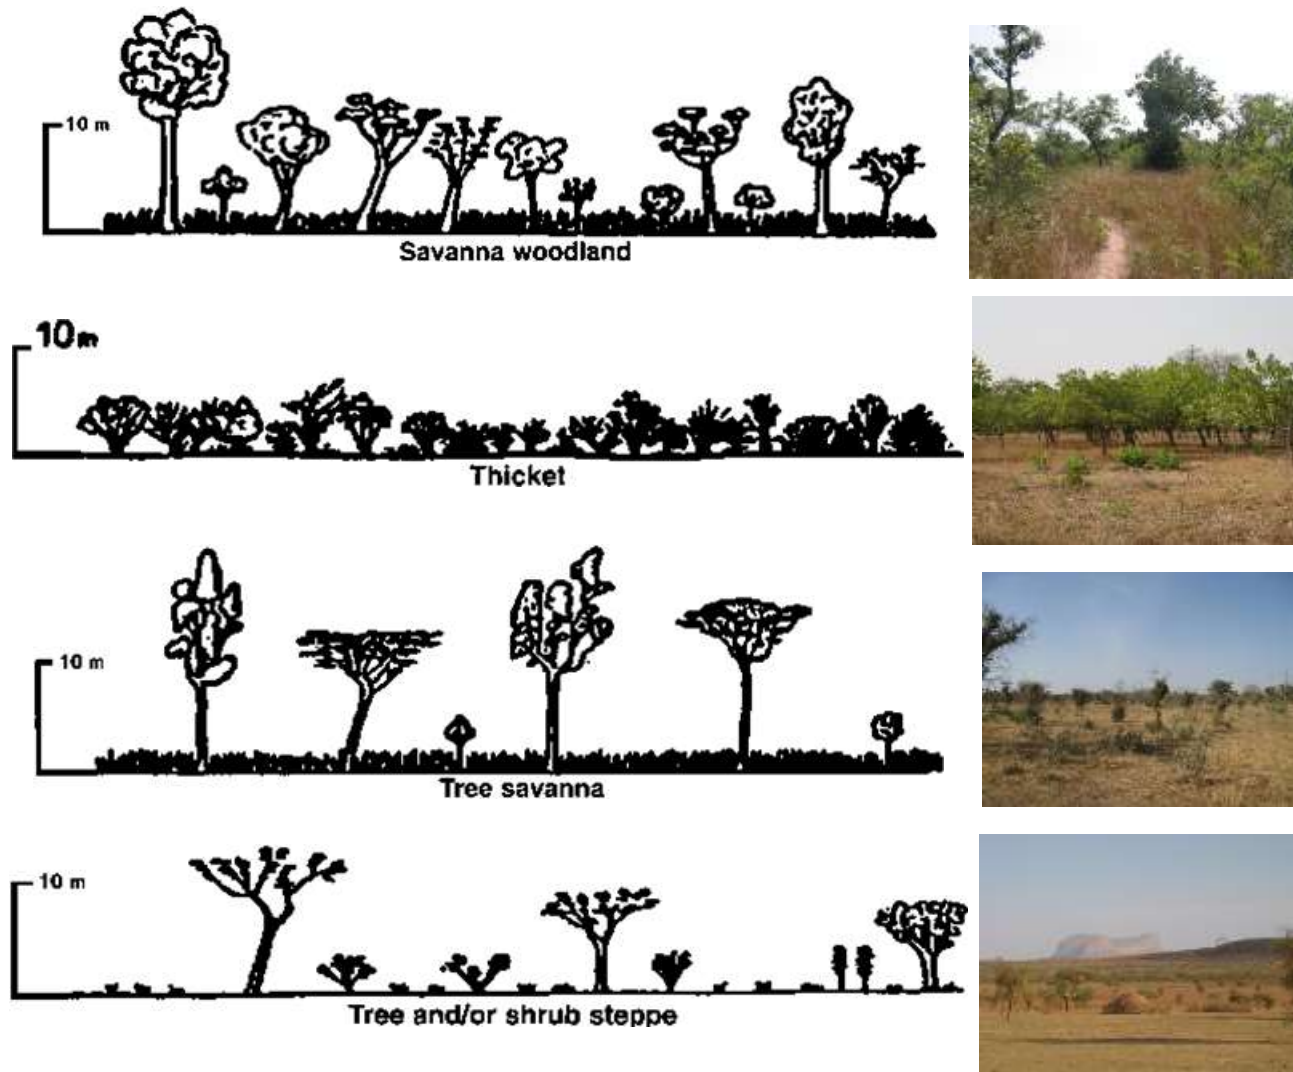 10 m
Savanna woodland
10m
Thicket
10 m
Tree savanna
10 m
Tree and/or shrub steppe